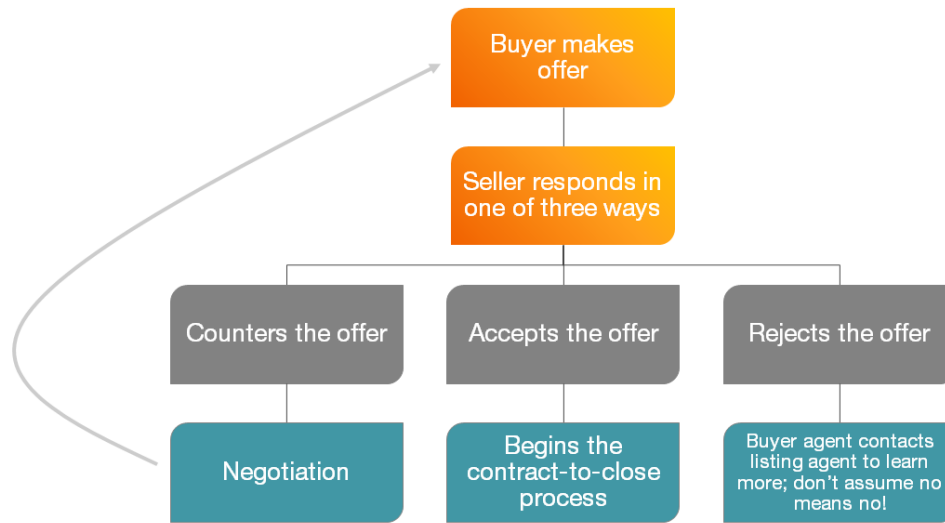 Buyer makes
offer
Seller responds in
one of three ways
Counters the offer
Accepts the offer
Rejects the offer
Negotiation
Begins the
contract-to-close
process
Buyer agent contacts
listing agent to learn
more; don't assume no
means no!